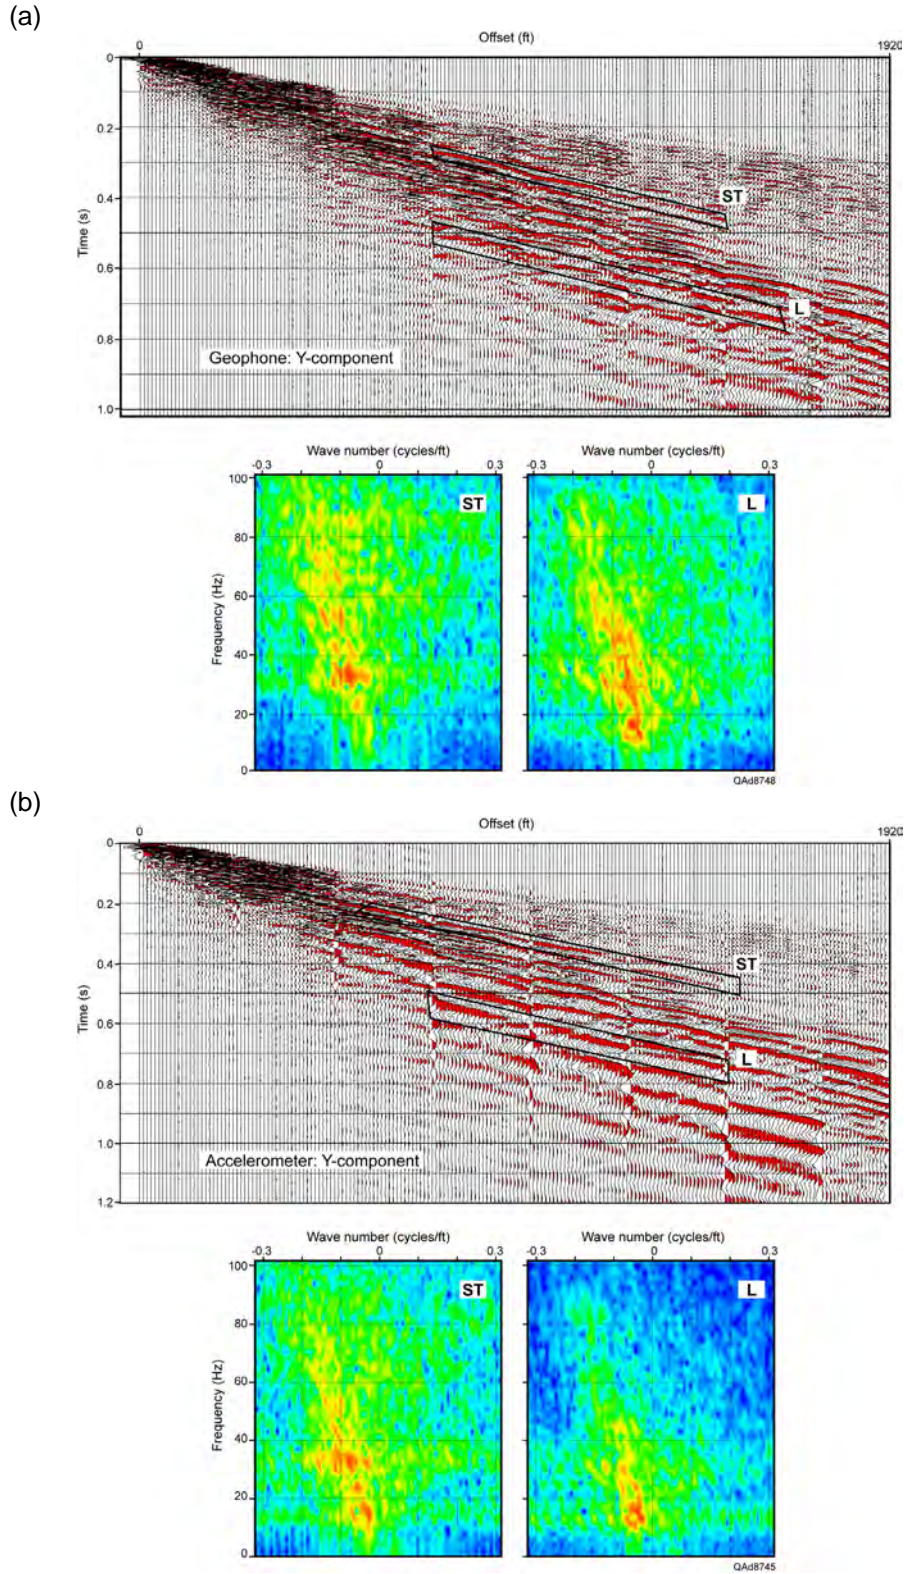 (a)
Offset (ft)
0 1920
0
0.2
0.4
0.6
0.8
1.0
Time (s)
ST
L
Geophone: Y-component
Wave number (cycles/ft) Wave number (cycles/ft)
-0.3 0 0.3 -0.3 0 0.3
100
80
60
40
20
0
Frequency (Hz)
ST L
QAd8748
(b)
Offset (ft)
0 1920
0
0.2
0.4
0.6
0.8
1.0
1.2
Time (s)
ST
L
Accelerometer: Y-component
Wave number (cycles/ft) Wave number (cycles/ft)
-0.3 0 0.3 -0.3 0 0.3
100
80
60
40
20
0
Frequency (Hz)
ST L
QAd8745